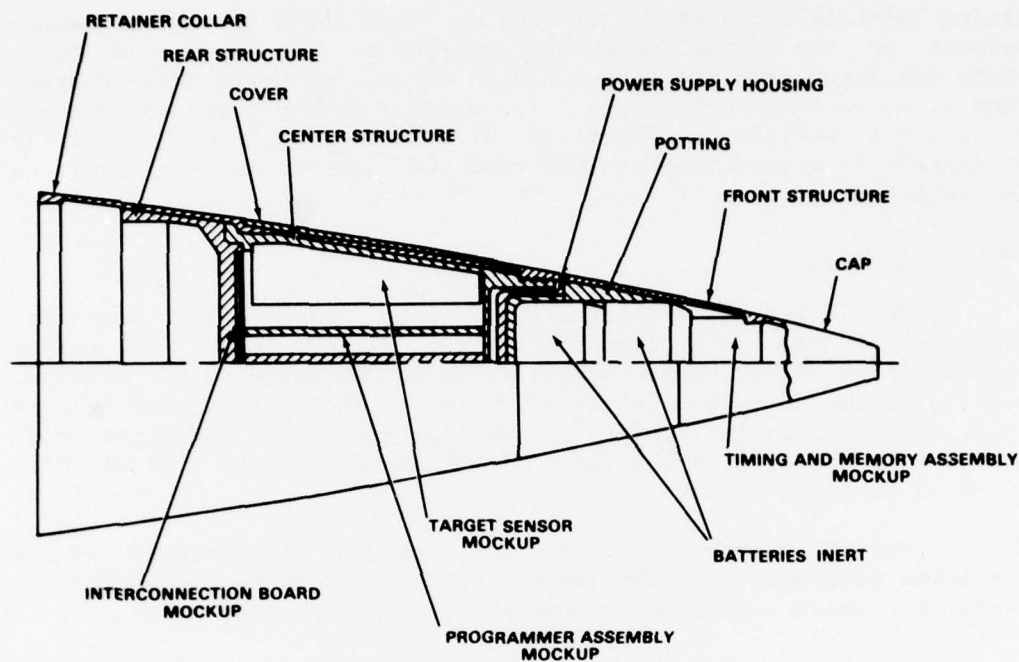 RETAINER COLLAR
REAR STRUCTURE
COVER
CENTER STRUCTURE
POWER SUPPLY HOUSING
POTTING
FRONT STRUCTURE
CAP
TIMING AND MEMORY ASSEMBLY
MOCKUP
TARGET SENSOR
MOCKUP
BATTERIES INERT
INTERCONNECTION BOARD
MOCKUP
PROGRAMMER ASSEMBLY
MOCKUP